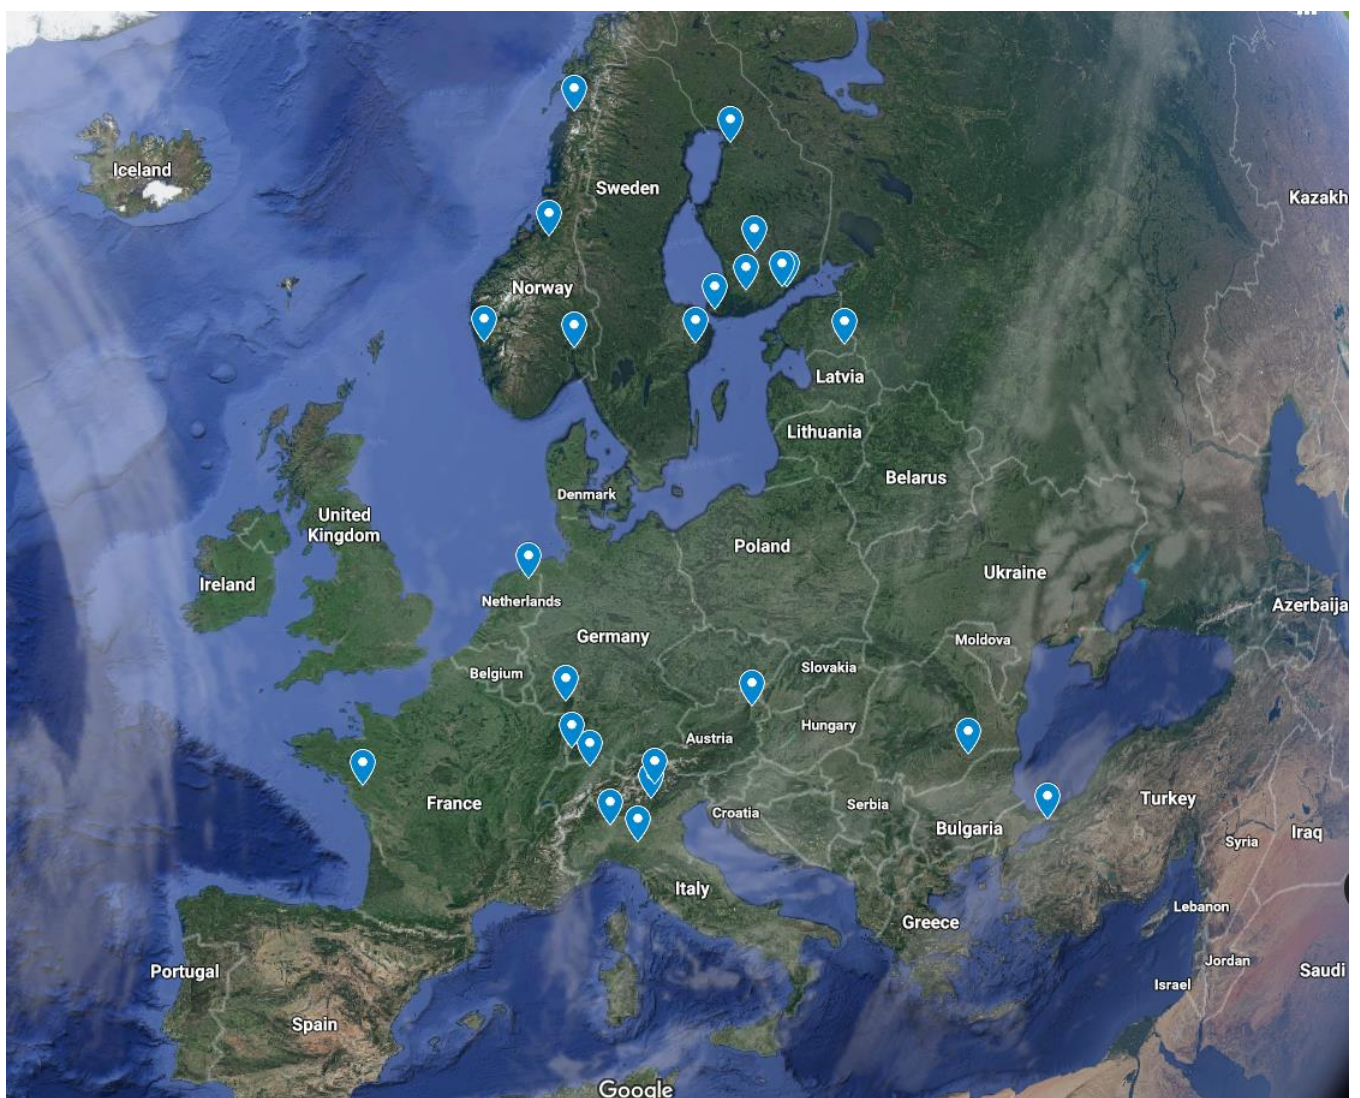 Iceland
Sweden
Kazakh
Norway
Latvia
Lithuania
Belarus
Denmark
United
Kingdom
Poland
Ukraine
Ireland
Netherlands
Azerbaija
Germany
Moldova
Belgium
Slovakia
Hungary
Austria
France
Serbia
Turkey
Croatia
Bulgaria
Syria
Iraq
Italy
Lebanon
Greece
Portugal
Jordan
Saudi
Israel
Spain
Google